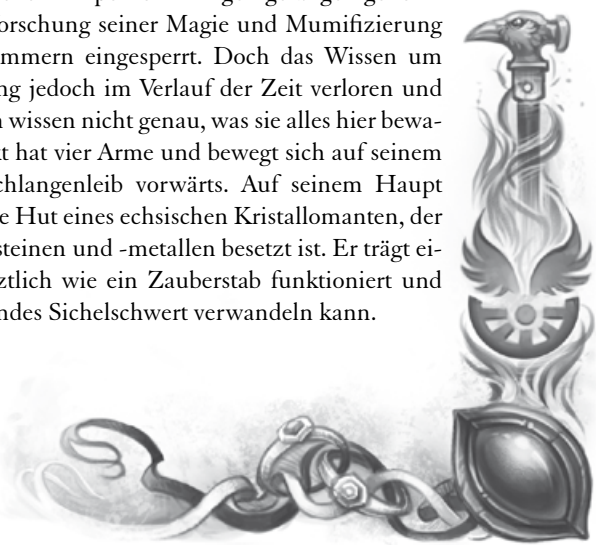 orschung seiner Magie und Mumifizierung
mmern eingesperrt. Doch das Wissen um
ng jedoch im Verlauf der Zeit verloren und
wissen nicht genau, was sie alles hier bewa-
t hat vier Arme und bewegt sich auf seinem
chlangenleib vorwärts. Auf seinem Haupt
e Hut eines echsischen Kristallomanten, der
steinen und -metallen besetzt ist. Er trägt ei-
ztlich wie ein Zauberstab funktioniert und
ndes Sichelschwert verwandeln kann.